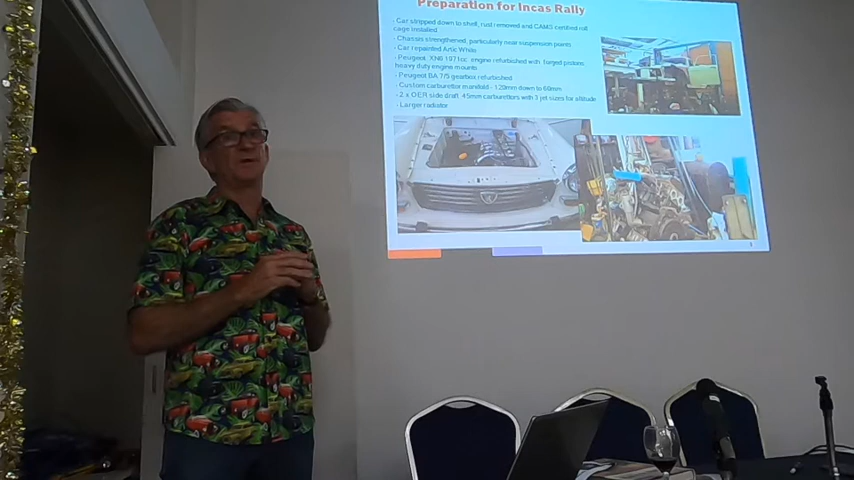 Preparation for Incas Rally
- Car stripped down to shell, rust removed and CAMS certified roll
cage installed
- Chassis strengthened, particularly near suspension points
- Car repainted Artic White
- Peugeot XN8 1971cc engine refurbished with forged pistons,
heavy duty engine mounts
- Peugeot BA 7/5 gearbox refurbished
- Custom carburettor manifold - 120mm down to 60mm
- 2 x OER side draft 45mm carburettors with 3 jet sizes for altitudes
- Larger radiator